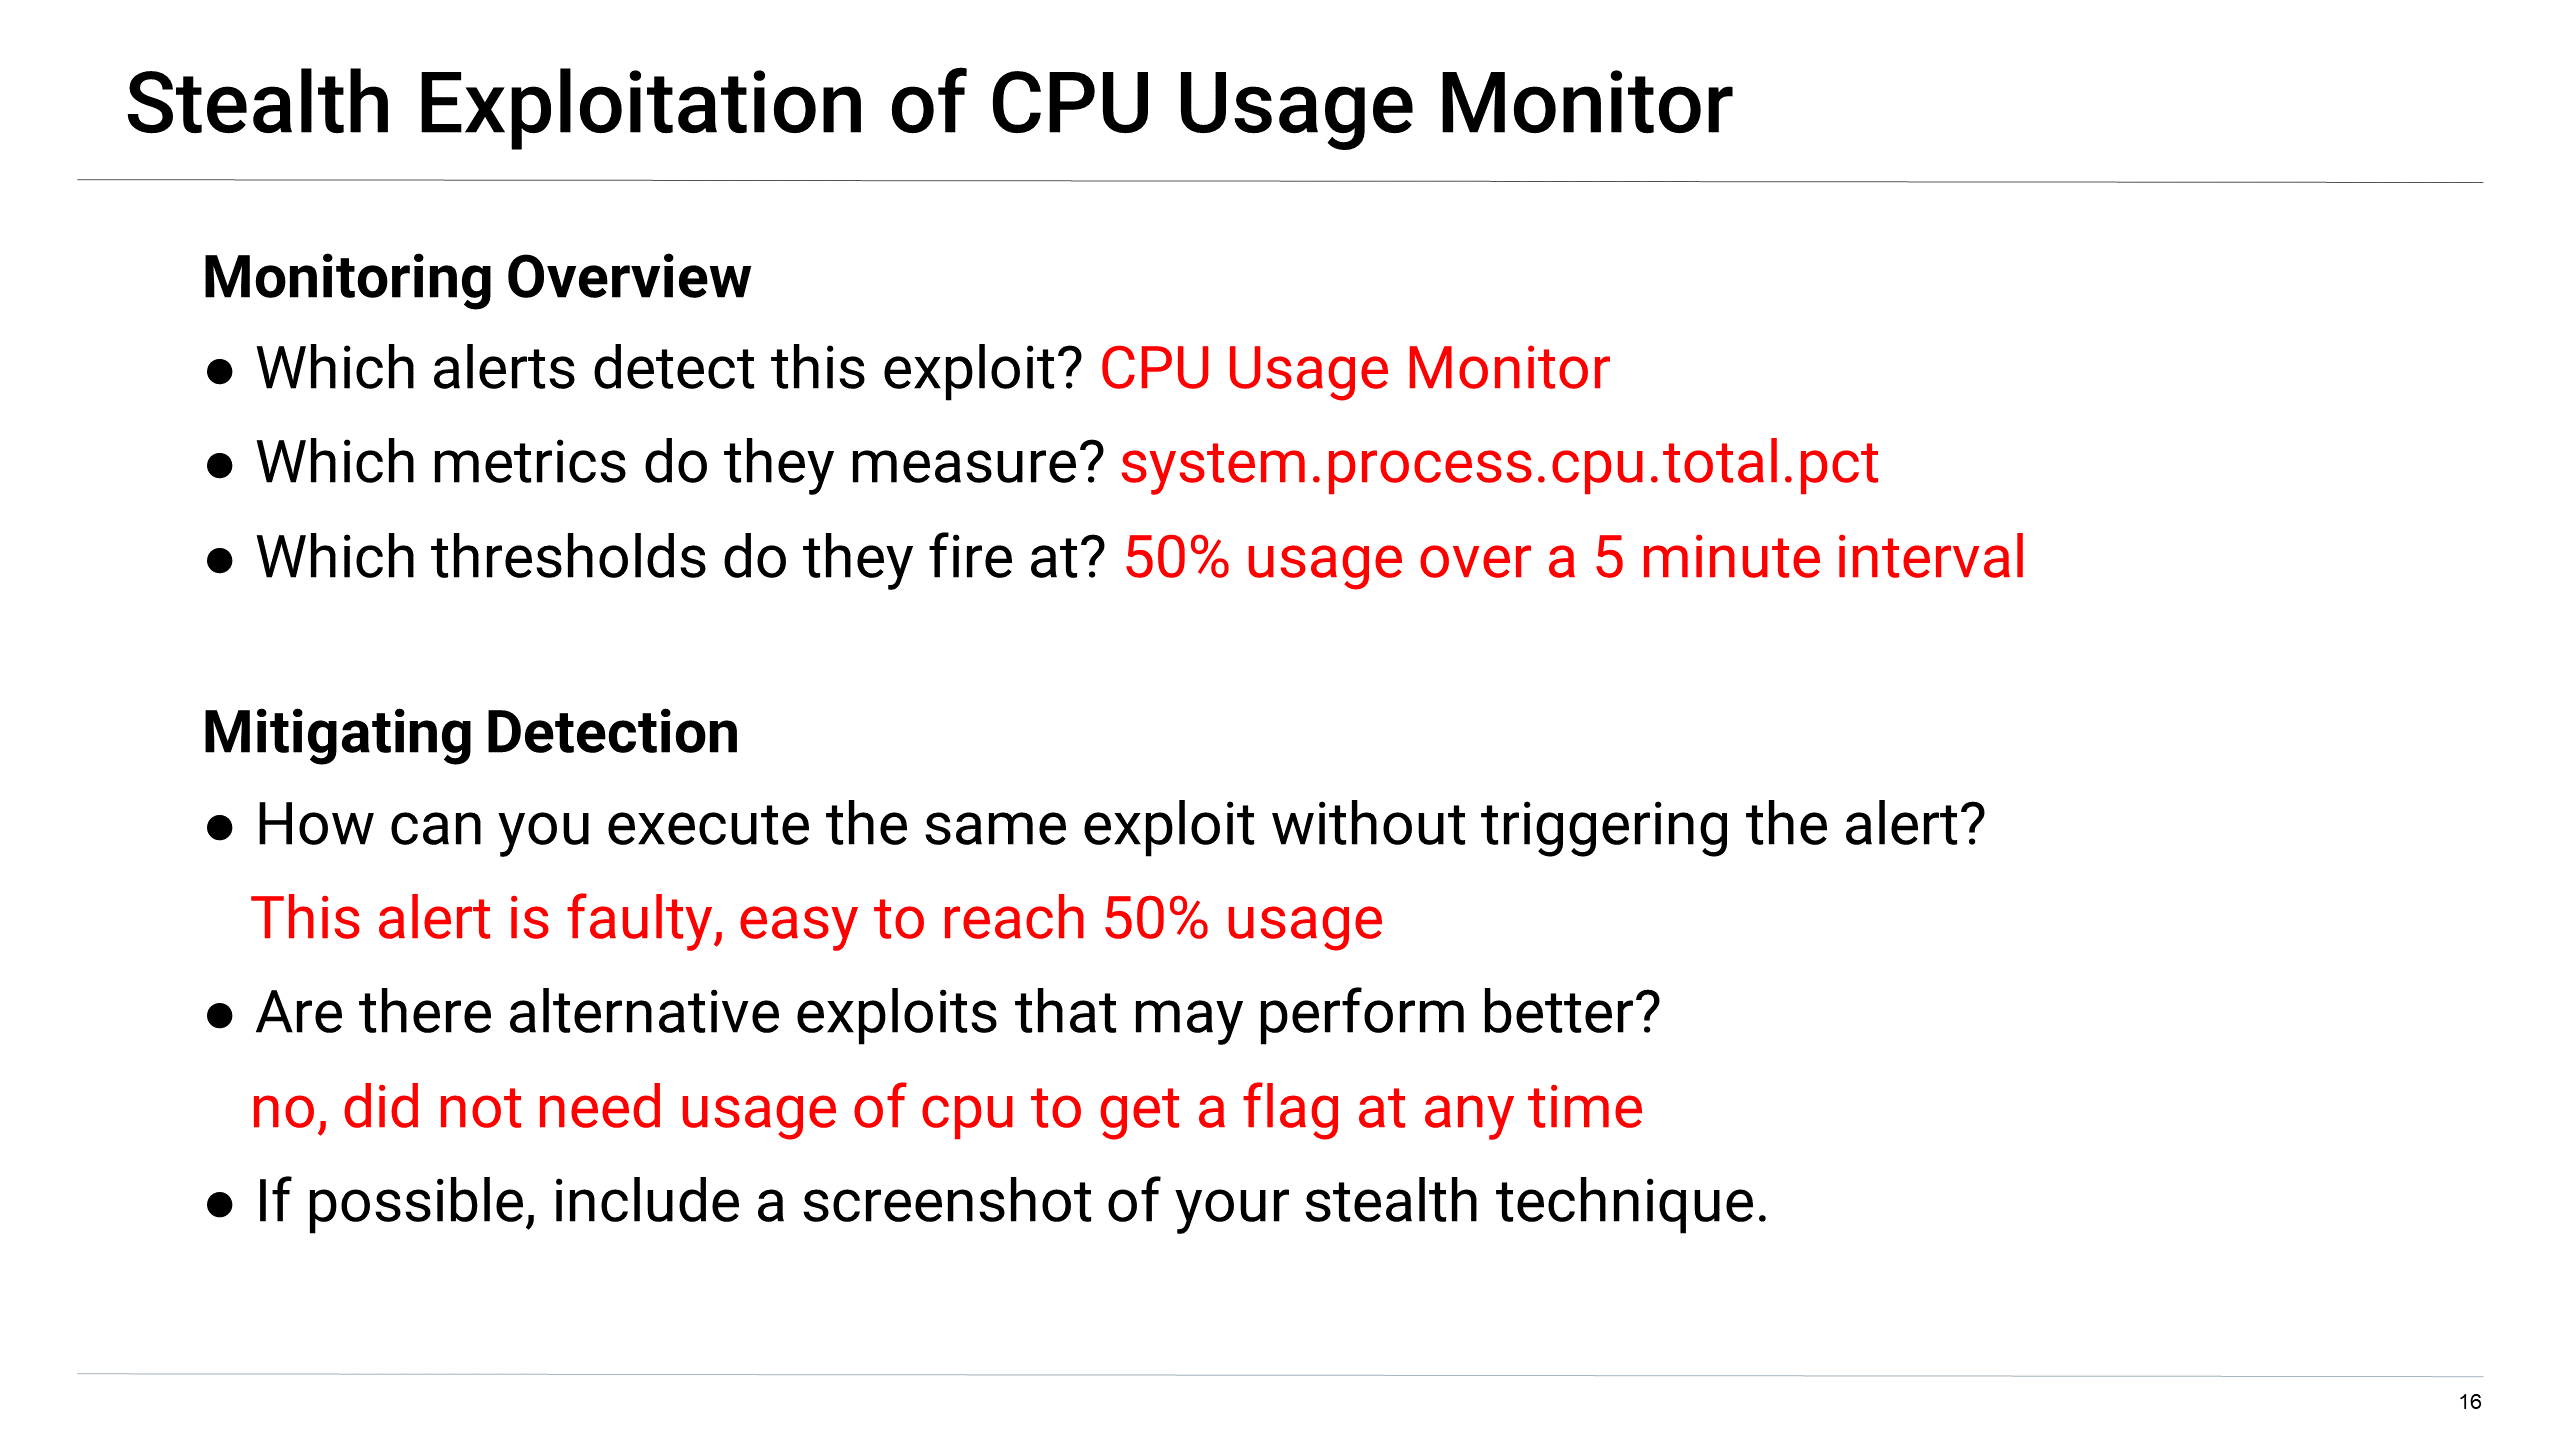 Stealth Exploitation of CPU Usage Monitor
Monitoring Overview
● Which alerts detect this exploit? CPU Usage Monitor
● Which metrics do they measure? system.process.cpu.total.pct
● Which thresholds do they fire at? 50% usage over a 5 minute interval
Mitigating Detection
● How can you execute the same exploit without triggering the alert?
This alert is faulty, easy to reach 50% usage
● Are there alternative exploits that may perform better?
no, did not need usage of cpu to get a flag at any time
● If possible, include a screenshot of your stealth technique.
16